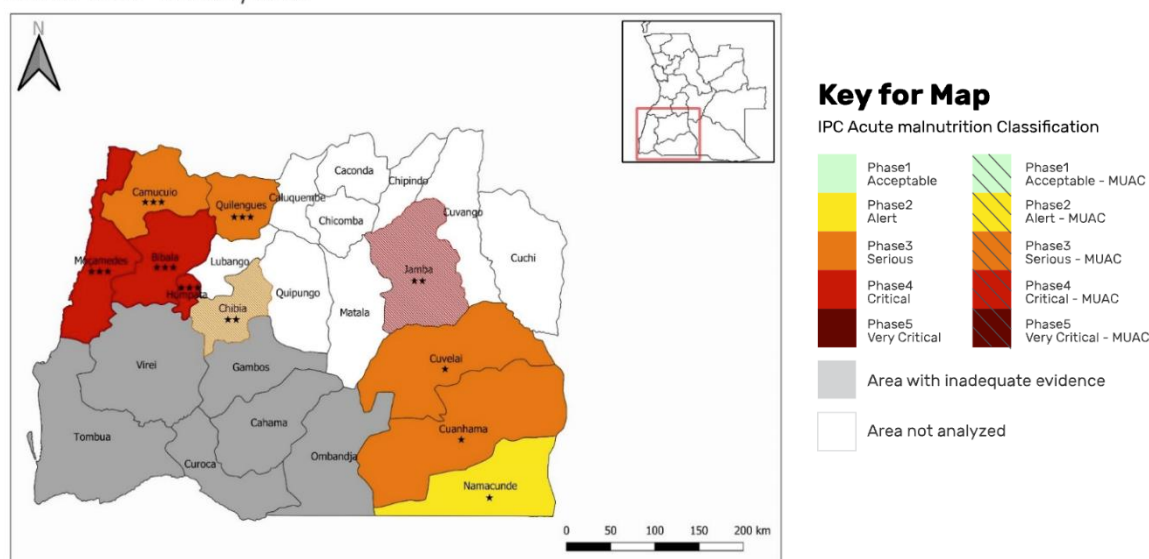 N
Camucuio
★★★
Quilengues
★★★
Caluquembe
Caconda
Chipindo
Chicomba
Cuvango
Cuchi
Moçamedes
★★★
Bibala
★★★
Lubango
Humpata
★★★
Chibia
★★
Quipungo
Matala
Jamba
★★
Virei
Gambos
Cuvelai
★
Tombua
Cahama
Curoca
Ombandja
Cuanhama
★
Namacunde
★
0 50 100 150 200 km
Key for Map
IPC Acute malnutrition Classification
Phase1
Acceptable
Phase2
Alert
Phase3
Serious
Phase4
Critical
Phase5
Very Critical
Phase1
Acceptable - MUAC
Phase2
Alert - MUAC
Phase3
Serious - MUAC
Phase4
Critical - MUAC
Phase5
Very Critical - MUAC
Area with inadequate evidence
Area not analyzed